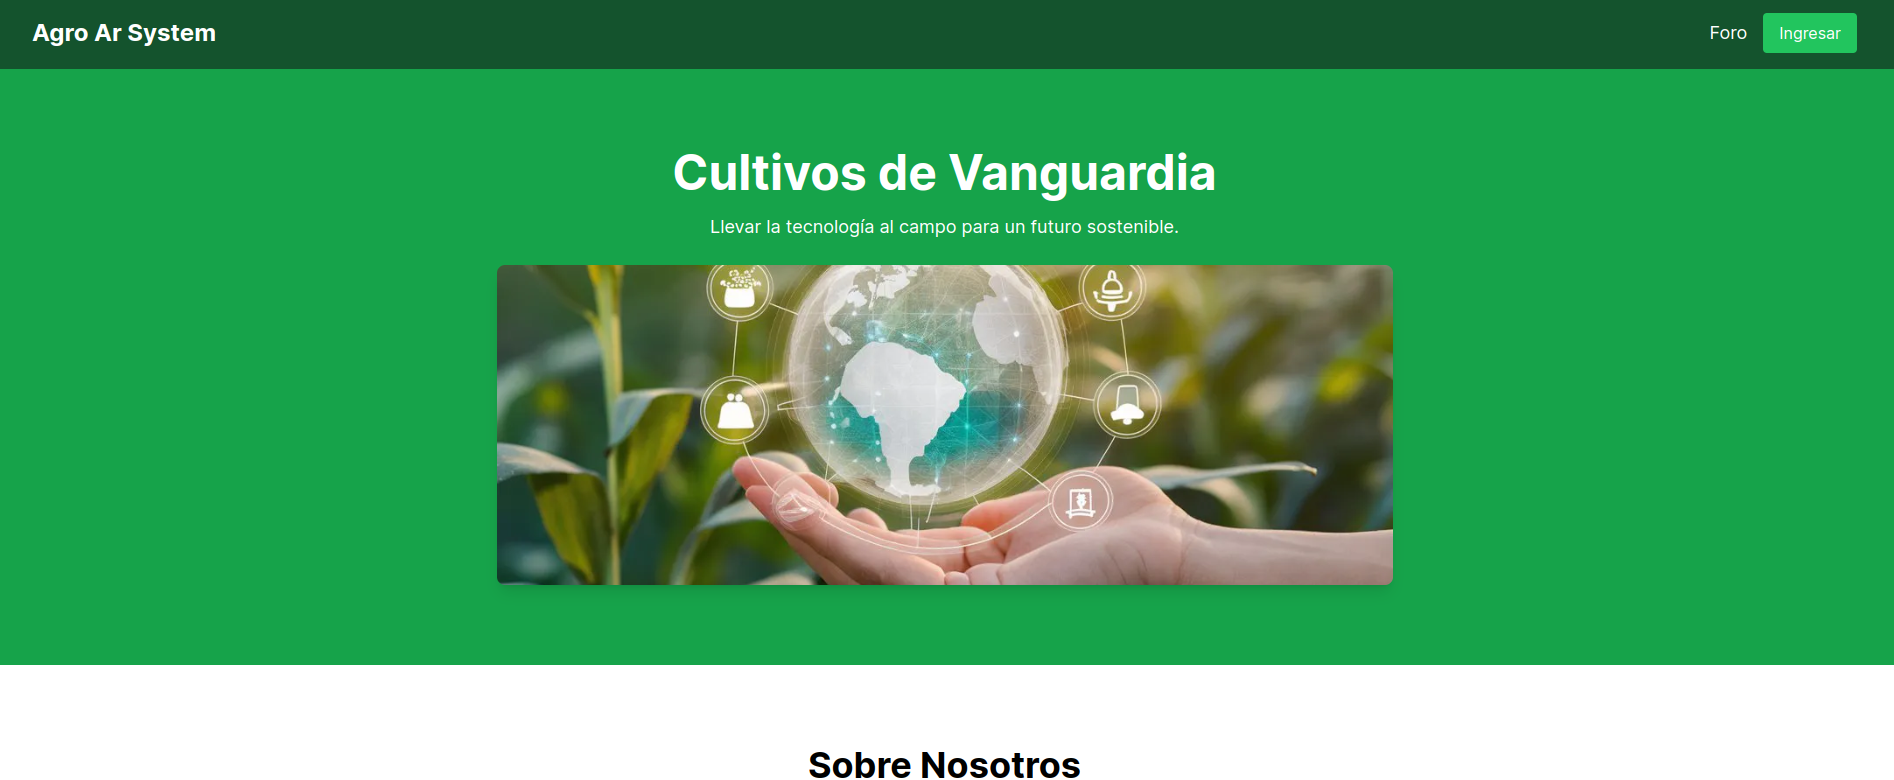 Agro Ar System
Foro
Ingresar
Cultivos de Vanguardia
Llevar la tecnología al campo para un futuro sostenible.
Sobre Nosotros